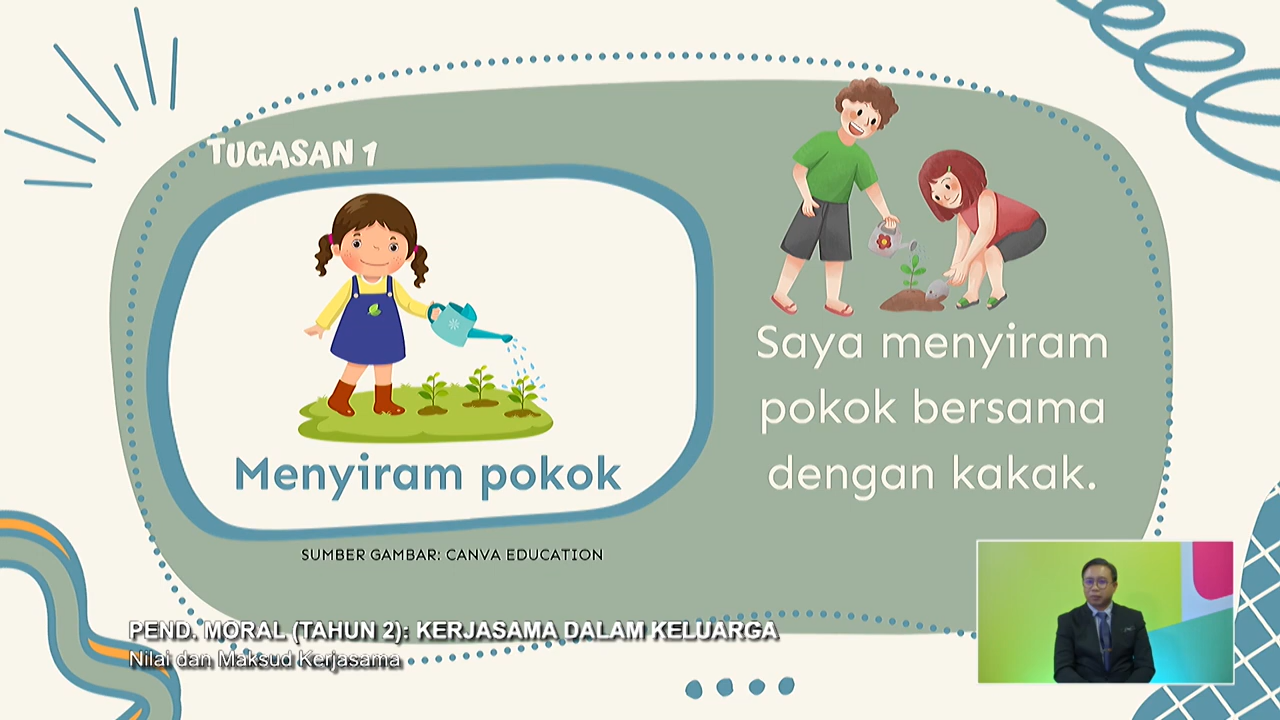 TUGASAN 1
Menyiram pokok
SUMBER GAMBAR: CANVA EDUCATION
Saya menyiram
pokok bersama
dengan kakak.
PEND. MORAL (TAHUN 2): KERJASAMA DALAM KELUARGA
Nilai dan Maksud Kerjasama